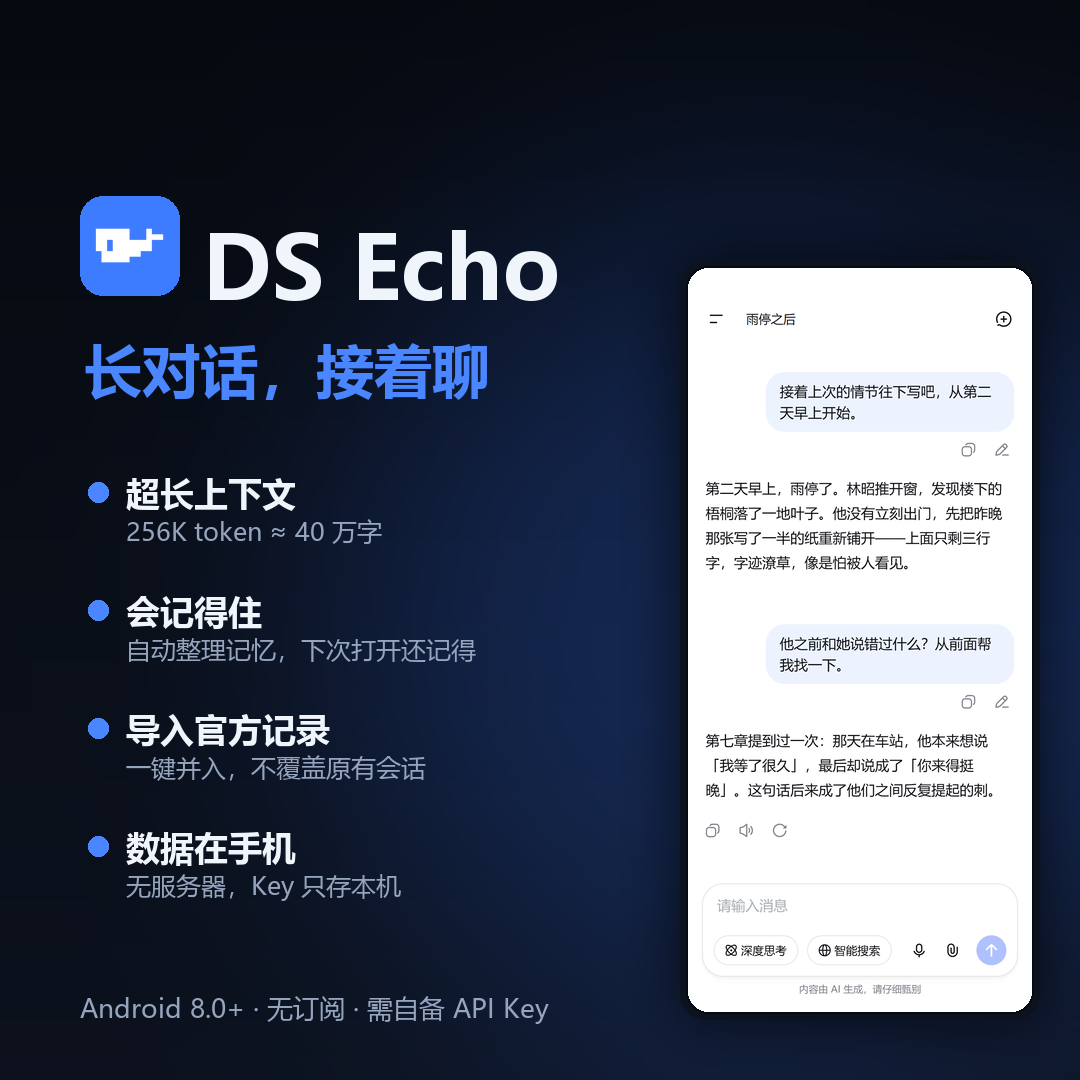 DS Echo
长对话，接着聊
超长上下文
256K token ≈ 40 万字
会记得住
自动整理记忆，下次打开还记得
导入官方记录
一键并入，不覆盖原有会话
数据在手机
无服务器，Key 只存本机
Android 8.0+ · 无订阅 · 需自备 API Key
雨停之后
接着上次的情节往下写吧，从第二
天早上开始。
第二天早上，雨停了。林昭推开窗，发现楼下的
梧桐落了一地叶子。他没有立刻出门，先把昨晚
那张写了一半的纸重新铺开——上面只剩三行
字，字迹潦草，像是怕被人看见。
他之前和她说错过什么？从前面帮
我找一下。
第七章提到过一次：那天在车站，他本来想说
「我等了很久」，最后却说成了「你来得挺
晚」。这句话后来成了他们之间反复提起的刺。
请输入消息
深度思考 智能搜索
内容由 AI 生成，请仔细甄别